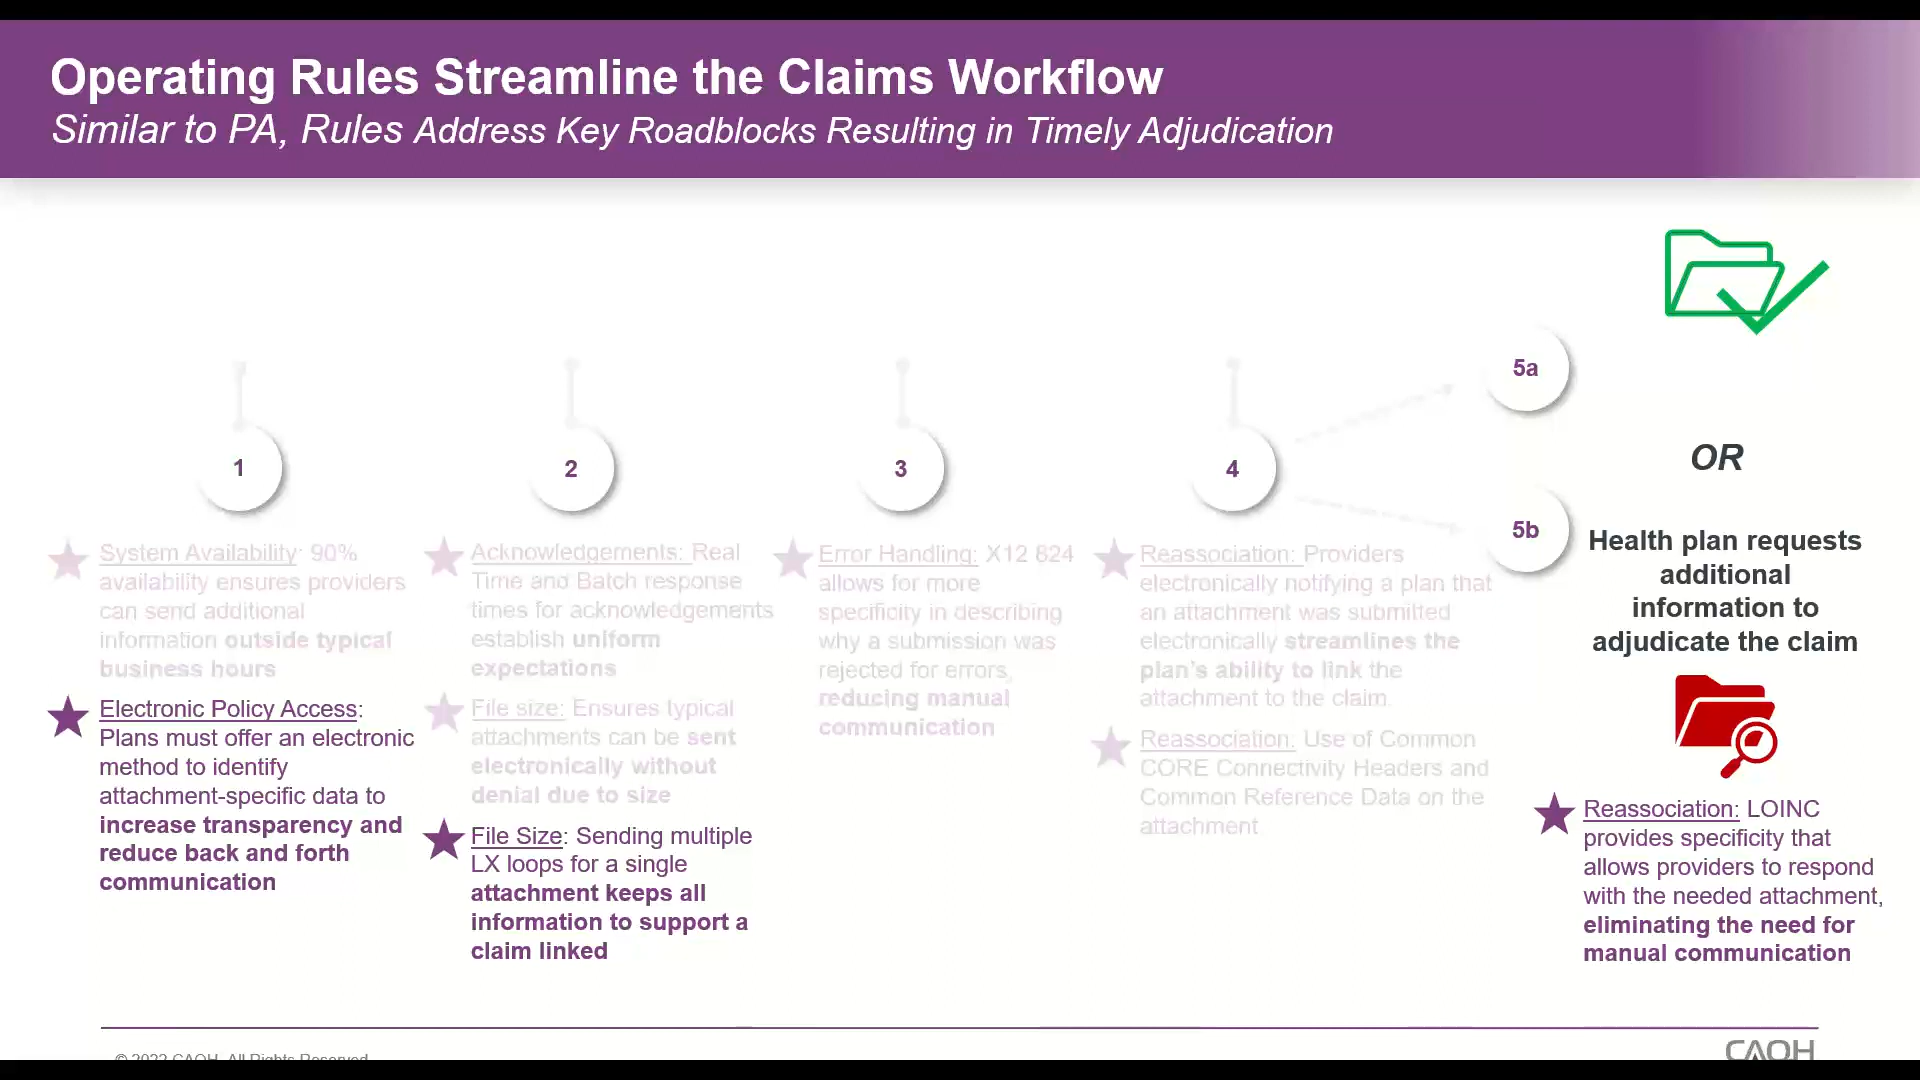 Operating Rules Streamline the Claims Workflow
Similar to PA, Rules Address Key Roadblocks Resulting in Timely Adjudication
1
System Availability: 90%
availability ensures providers
can send additional
information outside typical
business hours
Electronic Policy Access:
Plans must offer an electronic
method to identify
attachment-specific data to
increase transparency and
reduce back and forth
communication
2
Acknowledgements: Real
Time and Batch response
times for acknowledgements
establish uniform
expectations
File size: Ensures typical
attachments can be sent
electronically without
denial due to size
File Size: Sending multiple
LX loops for a single
attachment keeps all
information to support a
claim linked
3
Error Handling: X12 824
allows for more
specificity in describing
why a submission was
rejected for errors,
reducing manual
communication
4
Reassociation: Providers
electronically notifying a plan that
an attachment was submitted
electronically streamlines the
plan's ability to link the
attachment to the claim.
Reassociation: Use of Common
CORE Connectivity Headers and
Common Reference Data on the
attachment
5a
OR
5b
Health plan requests
additional
information to
adjudicate the claim
Reassociation: LOINC
provides specificity that
allows providers to respond
with the needed attachment,
eliminating the need for
manual communication
© 2022 CAQH, All Rights Reserved
CAQH